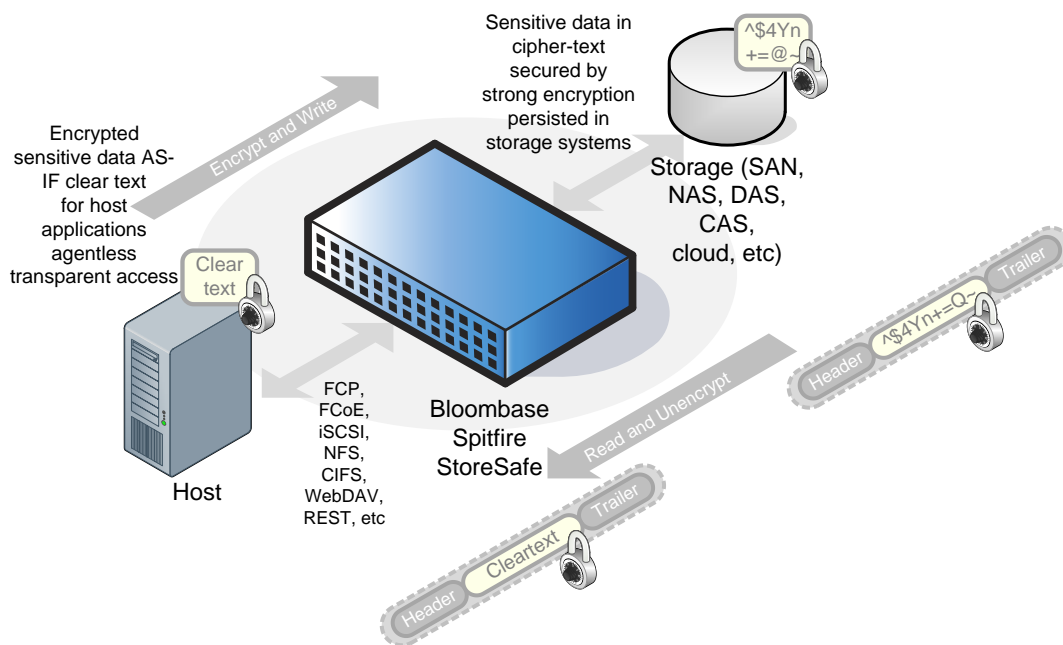 Sensitive data in
cipher-text
secured by
strong encryption
persisted in
storage systems
^$4Yn
+=@~
Encrypt and Write
Encrypted
sensitive data AS-
IF clear text
for host
applications
agentless
transparent access
Storage (SAN,
NAS, DAS,
CAS,
cloud, etc)
Clear
text
Header
^$4Yn+=Q~
Trailer
FCP,
FCoE,
iSCSI,
NFS,
CIFS,
WebDAV,
REST, etc
Bloombase
Spitfire
StoreSafe
Read and Unencrypt
Host
Header
Cleartext
Trailer